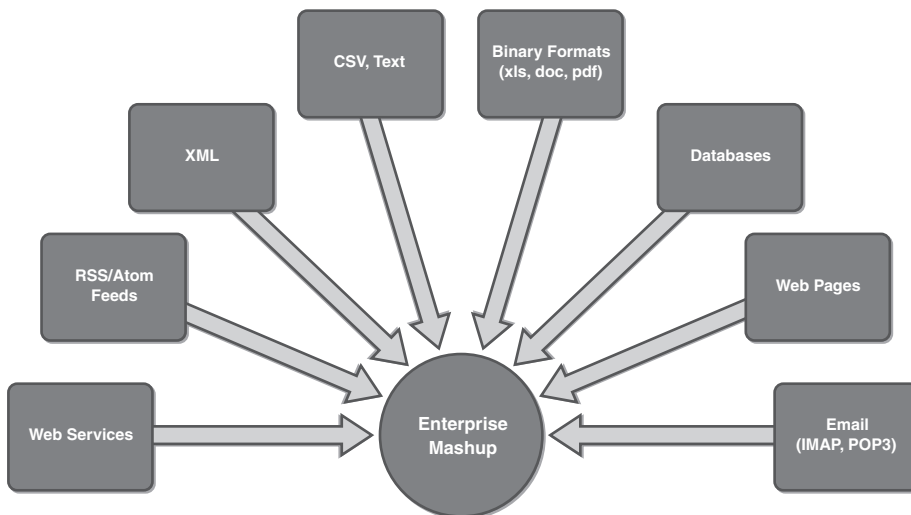 CSV, Text
Binary Formats
(xls, doc, pdf)
XML
Databases
RSS/Atom
Feeds
Web Pages
Web Services
Enterprise
Mashup
Email
(IMAP, POP3)